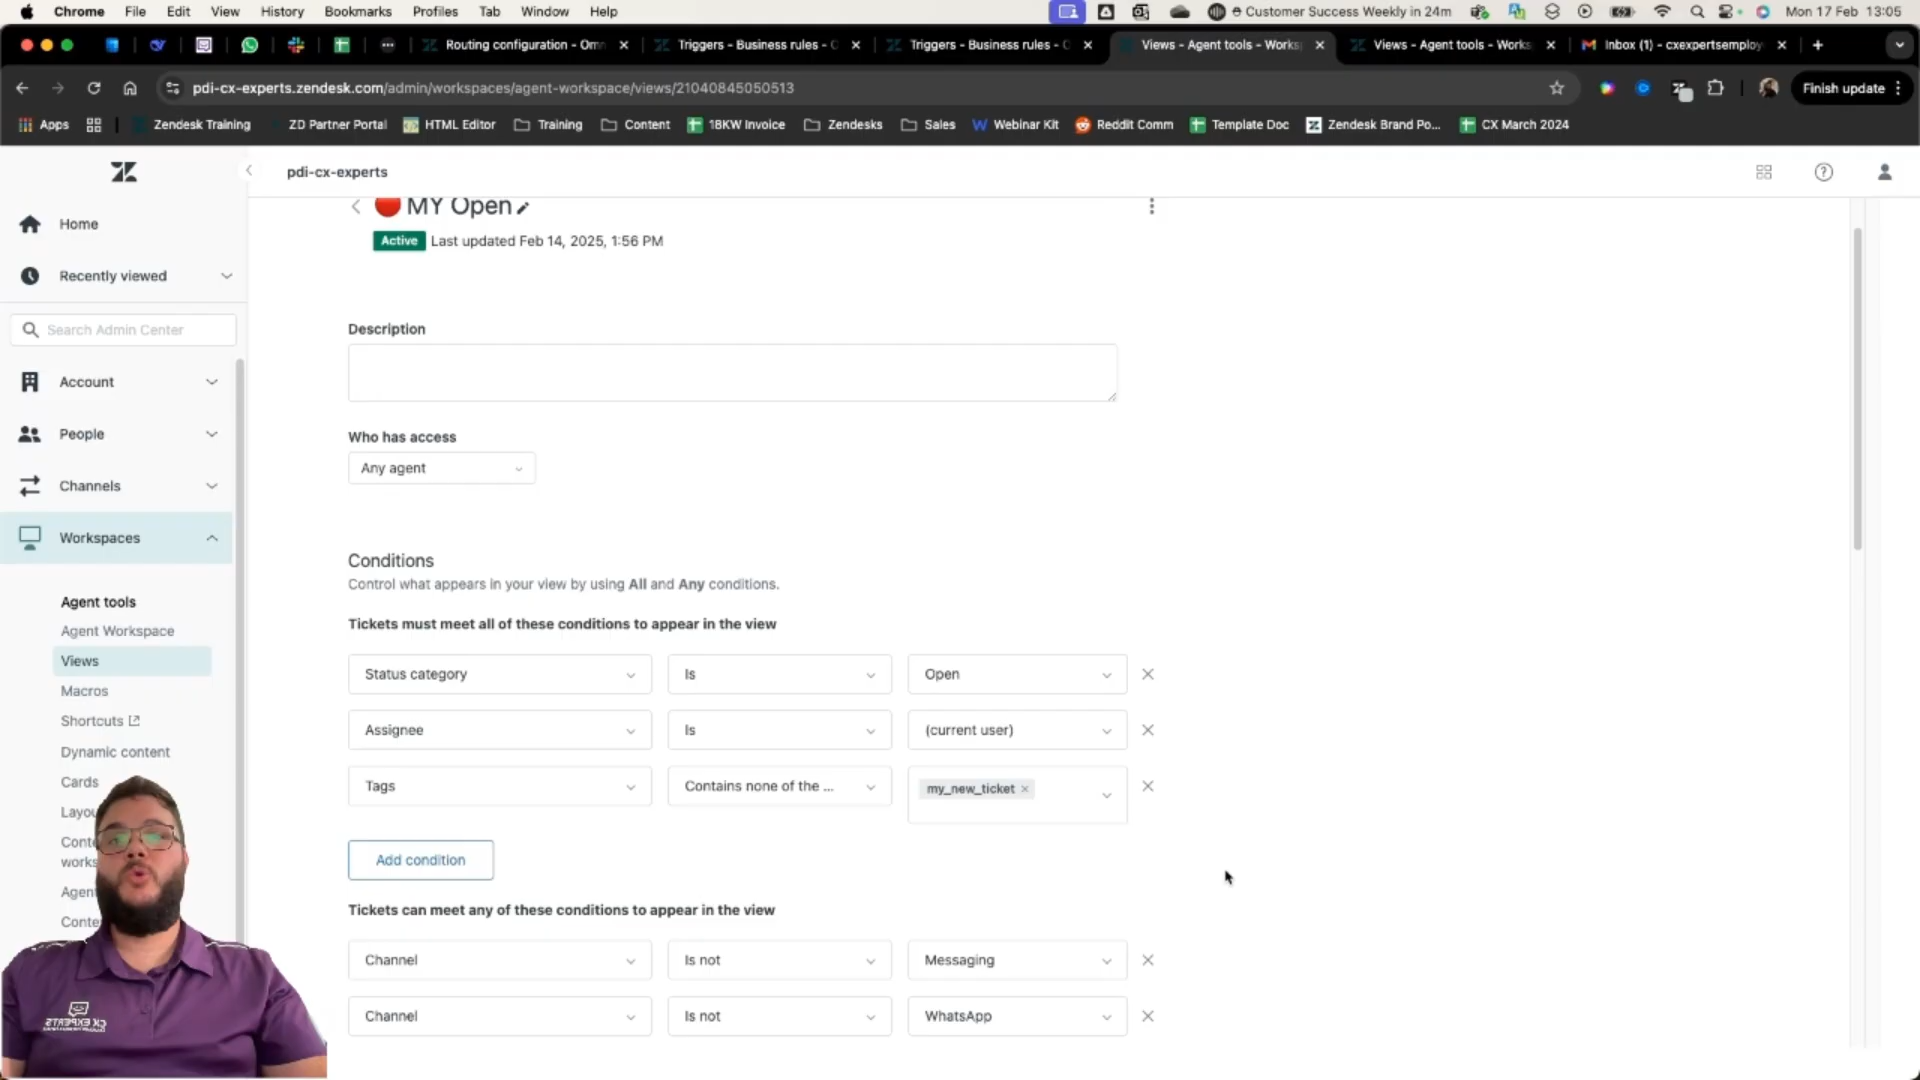 Chrome File Edit View History Bookmarks Profiles Tab Window Help Customer Success Weekly in 24m Mon 17 Feb 13:05
Routing configuration - Omn Triggers - Business rules - Triggers - Business rules - Views - Agent tools - Works Views - Agent tools - Works Inbox (1) - cxexpertsemploy
pdi-cx-experts.zendesk.com/admin/workspaces/agent-workspace/views/21040845050513 Finish update
Apps Zendesk Training ZD Partner Portal HTML Editor Training Content 18KW Invoice Zendesks Sales Webinar Kit Reddit Comm Template Doc Zendesk Brand Po... CX March 2024
pdi-cx-experts
Home
Recently viewed
Search Admin Center
Account
People
Channels
Workspaces
Agent tools
Agent Workspace
Views
Macros
Shortcuts
Dynamic content
Cards
Layou
Conte
works
Agent
Conte
MY Open
Active Last updated Feb 14, 2025, 1:56 PM
Description
Who has access
Any agent
Conditions
Control what appears in your view by using All and Any conditions.
Tickets must meet all of these conditions to appear in the view
Status category Is Open
Assignee Is (current user)
Tags Contains none of the ... my_new_ticket
Add condition
Tickets can meet any of these conditions to appear in the view
Channel Is not Messaging
Channel Is not WhatsApp
CX EXPERTS